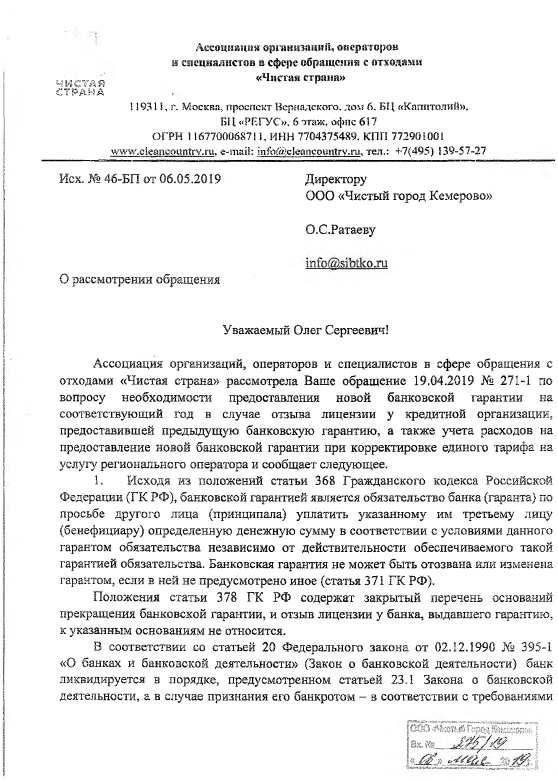 Ассоциация организаций, операторов
и специалистов в сфере обращения с отходами
«Чистая страна»
ЧИСТАЯ
СТРАНА
119311, г. Москва, проспект Вернадского, дом 6, БЦ «Капитолий»,
БЦ «РЕГУС», 6 этаж, офис 617
ОГРН 1167700068711, ИНН 7704375489, КПП 772901001
www.cleancountry.ru, e-mail: info@cleancountry.ru, тел.: +7(495) 139-57-27
Исх. № 46-БП от 06.05.2019
Директору
ООО «Чистый город Кемерово»
О.С.Ратаеву
info@sibtko.ru
О рассмотрении обращения
Уважаемый Олег Сергеевич!
Ассоциация организаций, операторов и специалистов в сфере обращения с
отходами «Чистая страна» рассмотрела Ваше обращение 19.04.2019 № 271-1 по
вопросу необходимости предоставления новой банковской гарантии на
соответствующий год в случае отзыва лицензии у кредитной организации,
предоставившей предыдущую банковскую гарантию, а также учета расходов на
предоставление новой банковской гарантии при корректировке единого тарифа на
услугу регионального оператора и сообщает следующее.
1. Исходя из положений статьи 368 Гражданского кодекса Российской
Федерации (ГК РФ), банковской гарантией является обязательство банка (гаранта) по
просьбе другого лица (принципала) уплатить указанному им третьему лицу
(бенефициару) определенную денежную сумму в соответствии с условиями данного
гарантом обязательства независимо от действительности обеспечиваемого такой
гарантией обязательства. Банковская гарантия не может быть отозвана или изменена
гарантом, если в ней не предусмотрено иное (статья 371 ГК РФ).
Положения статьи 378 ГК РФ содержат закрытый перечень оснований
прекращения банковской гарантии, и отзыв лицензии у банка, выдавшего гарантию,
к указанным основаниям не относится.
В соответствии со статьей 20 Федерального закона от 02.12.1990 № 395-1
«О банках и банковской деятельности» (Закон о банковской деятельности) банк
ликвидируется в порядке, предусмотренном статьей 23.1 Закона о банковской
деятельности, а в случае признания его банкротом – в соответствии с требованиями
ООО «Чистый Город Кемерово»
Вх. № 275/19
« 06 » мая 2019г.